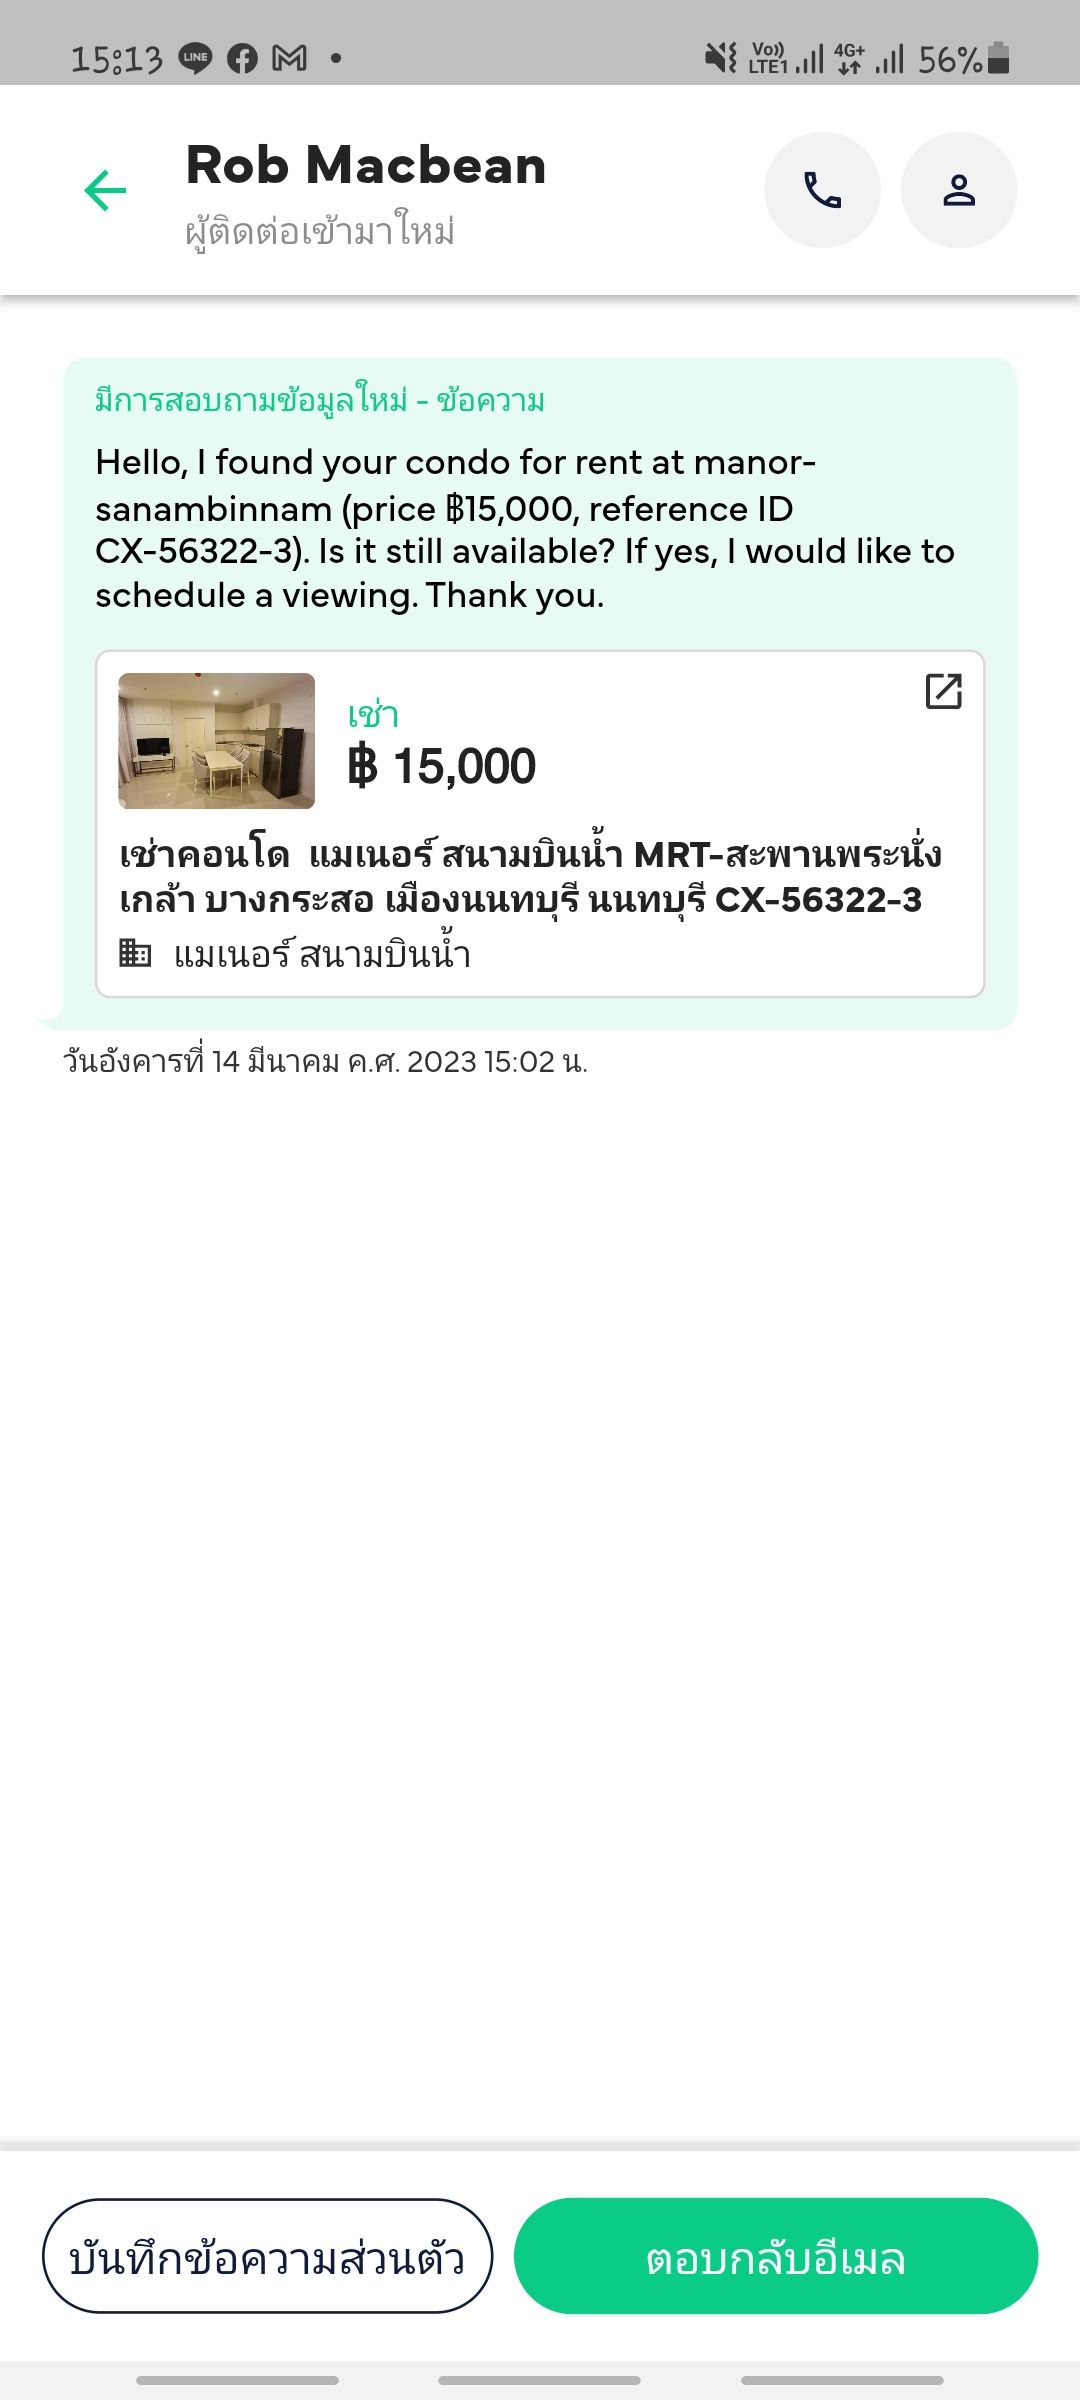 15:13 LINE Vo)) LTE1 4G+ 56%
Rob Macbean
ผู้ติดต่อเข้ามาใหม่
มีการสอบถามข้อมูลใหม่ - ข้อความ
Hello, I found your condo for rent at manor-
sanambinnam (price ฿15,000, reference ID
CX-56322-3). Is it still available? If yes, I would like to
schedule a viewing. Thank you.
เช่า
฿ 15,000
เช่าคอนโด แมเนอร์ สนามบินน้ำ MRT-สะพานพระนั่ง
เกล้า บางกระสอ เมืองนนทบุรี นนทบุรี CX-56322-3
แมเนอร์ สนามบินน้ำ
วันอังคารที่ 14 มีนาคม ค.ศ. 2023 15:02 น.
บันทึกข้อความส่วนตัว
ตอบกลับอีเมล